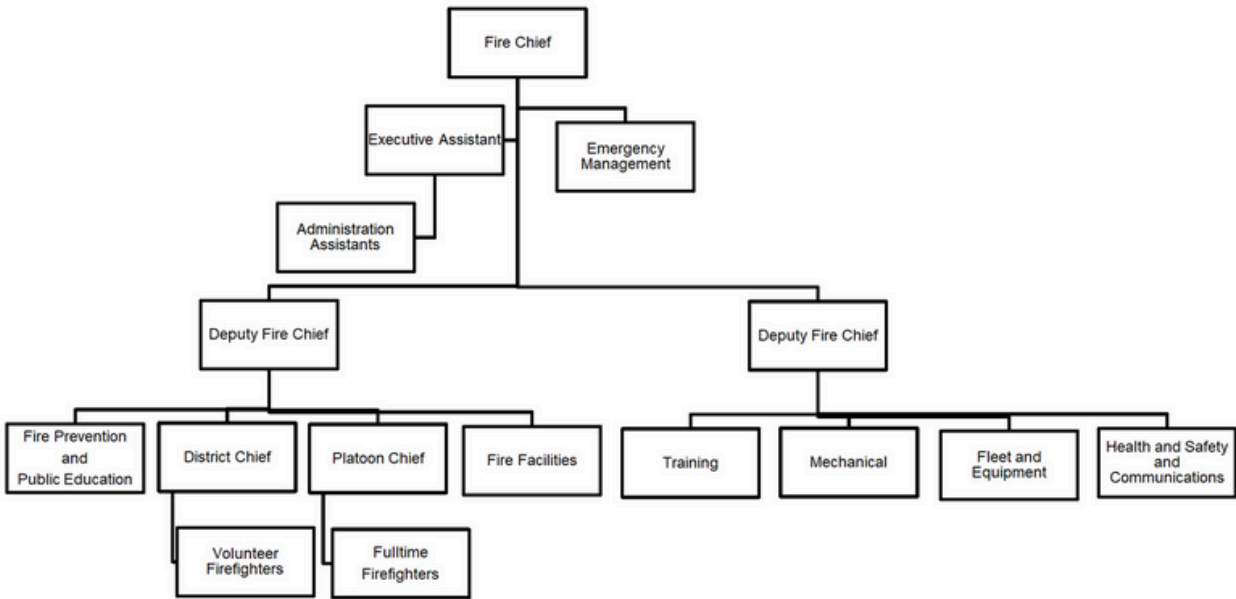 Fire Chief
Executive Assistant
Emergency
Management
Administration
Assistants
Deputy Fire Chief
Deputy Fire Chief
Fire Prevention
and
Public Education
District Chief
Platoon Chief
Fire Facilities
Training
Mechanical
Fleet and
Equipment
Health and Safety
and
Communications
Volunteer
Firefighters
Fulltime
Firefighters